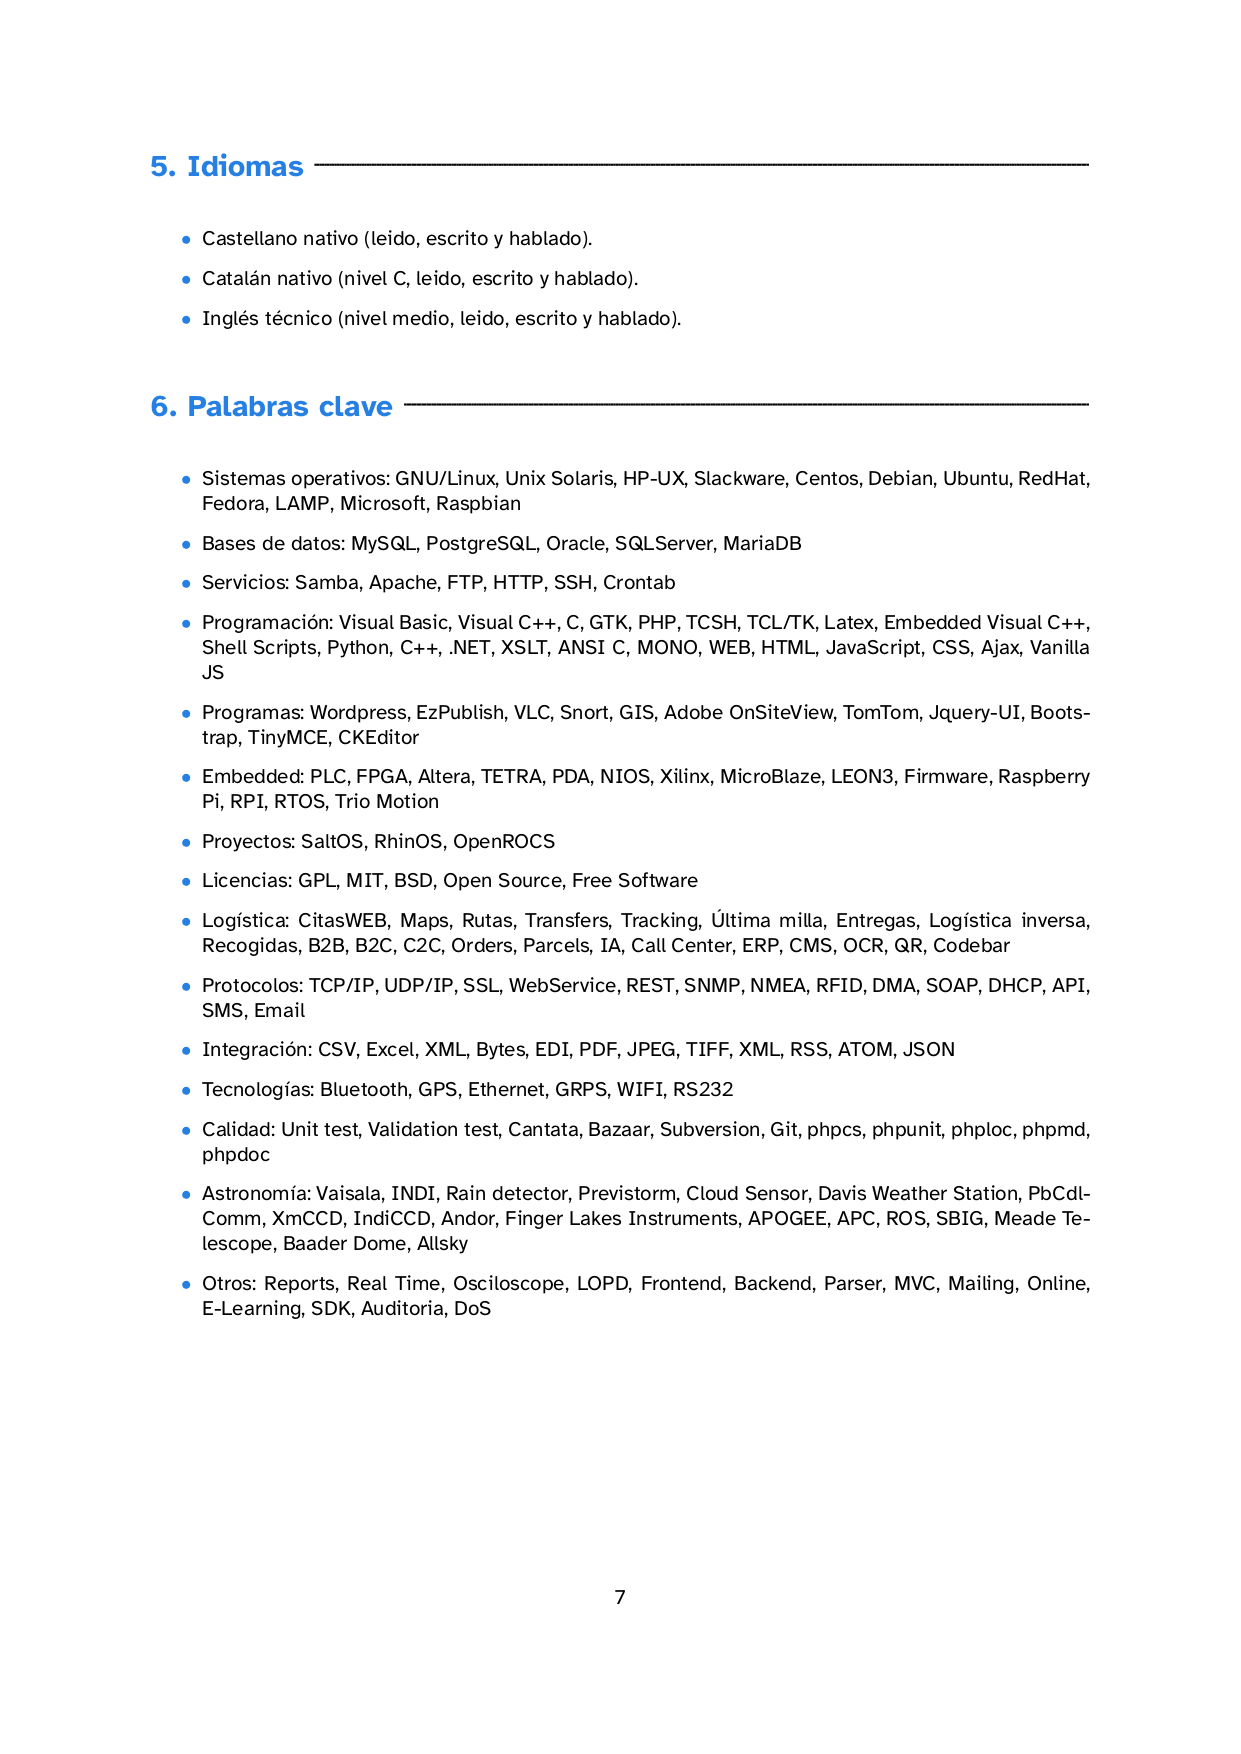 5. Idiomas
• Castellano nativo (leido, escrito y hablado).
• Catalán nativo (nivel C, leido, escrito y hablado).
• Inglés técnico (nivel medio, leido, escrito y hablado).
6. Palabras clave
• Sistemas operativos: GNU/Linux, Unix Solaris, HP-UX, Slackware, Centos, Debian, Ubuntu, RedHat,
Fedora, LAMP, Microsoft, Raspbian
• Bases de datos: MySQL, PostgreSQL, Oracle, SQLServer, MariaDB
• Servicios: Samba, Apache, FTP, HTTP, SSH, Crontab
• Programación: Visual Basic, Visual C++, C, GTK, PHP, TCSH, TCL/TK, Latex, Embedded Visual C++,
Shell Scripts, Python, C++, .NET, XSLT, ANSI C, MONO, WEB, HTML, JavaScript, CSS, Ajax, Vanilla
JS
• Programas: Wordpress, EzPublish, VLC, Snort, GIS, Adobe OnSiteView, TomTom, Jquery-UI, Boots-
trap, TinyMCE, CKEditor
• Embedded: PLC, FPGA, Altera, TETRA, PDA, NIOS, Xilinx, MicroBlaze, LEON3, Firmware, Raspberry
Pi, RPI, RTOS, Trio Motion
• Proyectos: SaltOS, RhinOS, OpenROCS
• Licencias: GPL, MIT, BSD, Open Source, Free Software
• Logística: CitasWEB, Maps, Rutas, Transfers, Tracking, Última milla, Entregas, Logística inversa,
Recogidas, B2B, B2C, C2C, Orders, Parcels, IA, Call Center, ERP, CMS, OCR, QR, Codebar
• Protocolos: TCP/IP, UDP/IP, SSL, WebService, REST, SNMP, NMEA, RFID, DMA, SOAP, DHCP, API,
SMS, Email
• Integración: CSV, Excel, XML, Bytes, EDI, PDF, JPEG, TIFF, XML, RSS, ATOM, JSON
• Tecnologías: Bluetooth, GPS, Ethernet, GRPS, WIFI, RS232
• Calidad: Unit test, Validation test, Cantata, Bazaar, Subversion, Git, phpcs, phpunit, phploc, phpmd,
phpdoc
• Astronomía: Vaisala, INDI, Rain detector, Previstorm, Cloud Sensor, Davis Weather Station, PbCdl-
Comm, XmCCD, IndiCCD, Andor, Finger Lakes Instruments, APOGEE, APC, ROS, SBIG, Meade Te-
lescope, Baader Dome, Allsky
• Otros: Reports, Real Time, Osciloscope, LOPD, Frontend, Backend, Parser, MVC, Mailing, Online,
E-Learning, SDK, Auditoria, DoS
7